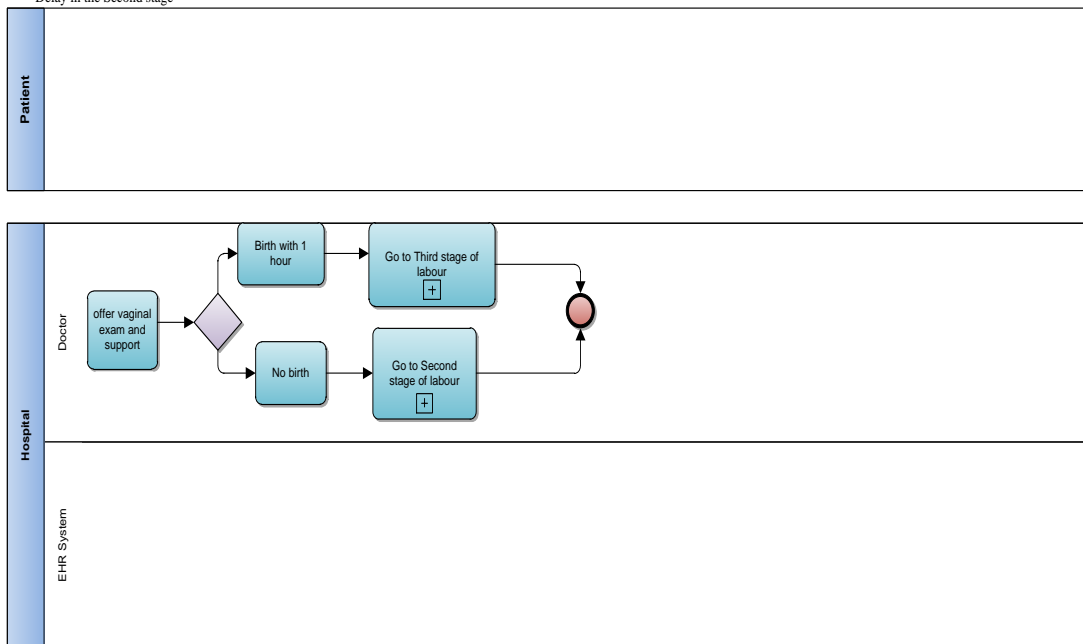 Delay in the Second stage
Patient
Hospital
Doctor
Birth with 1
hour
Go to Third stage of
labour
offer vaginal
exam and
support
No birth
Go to Second
stage of labour
EHR System